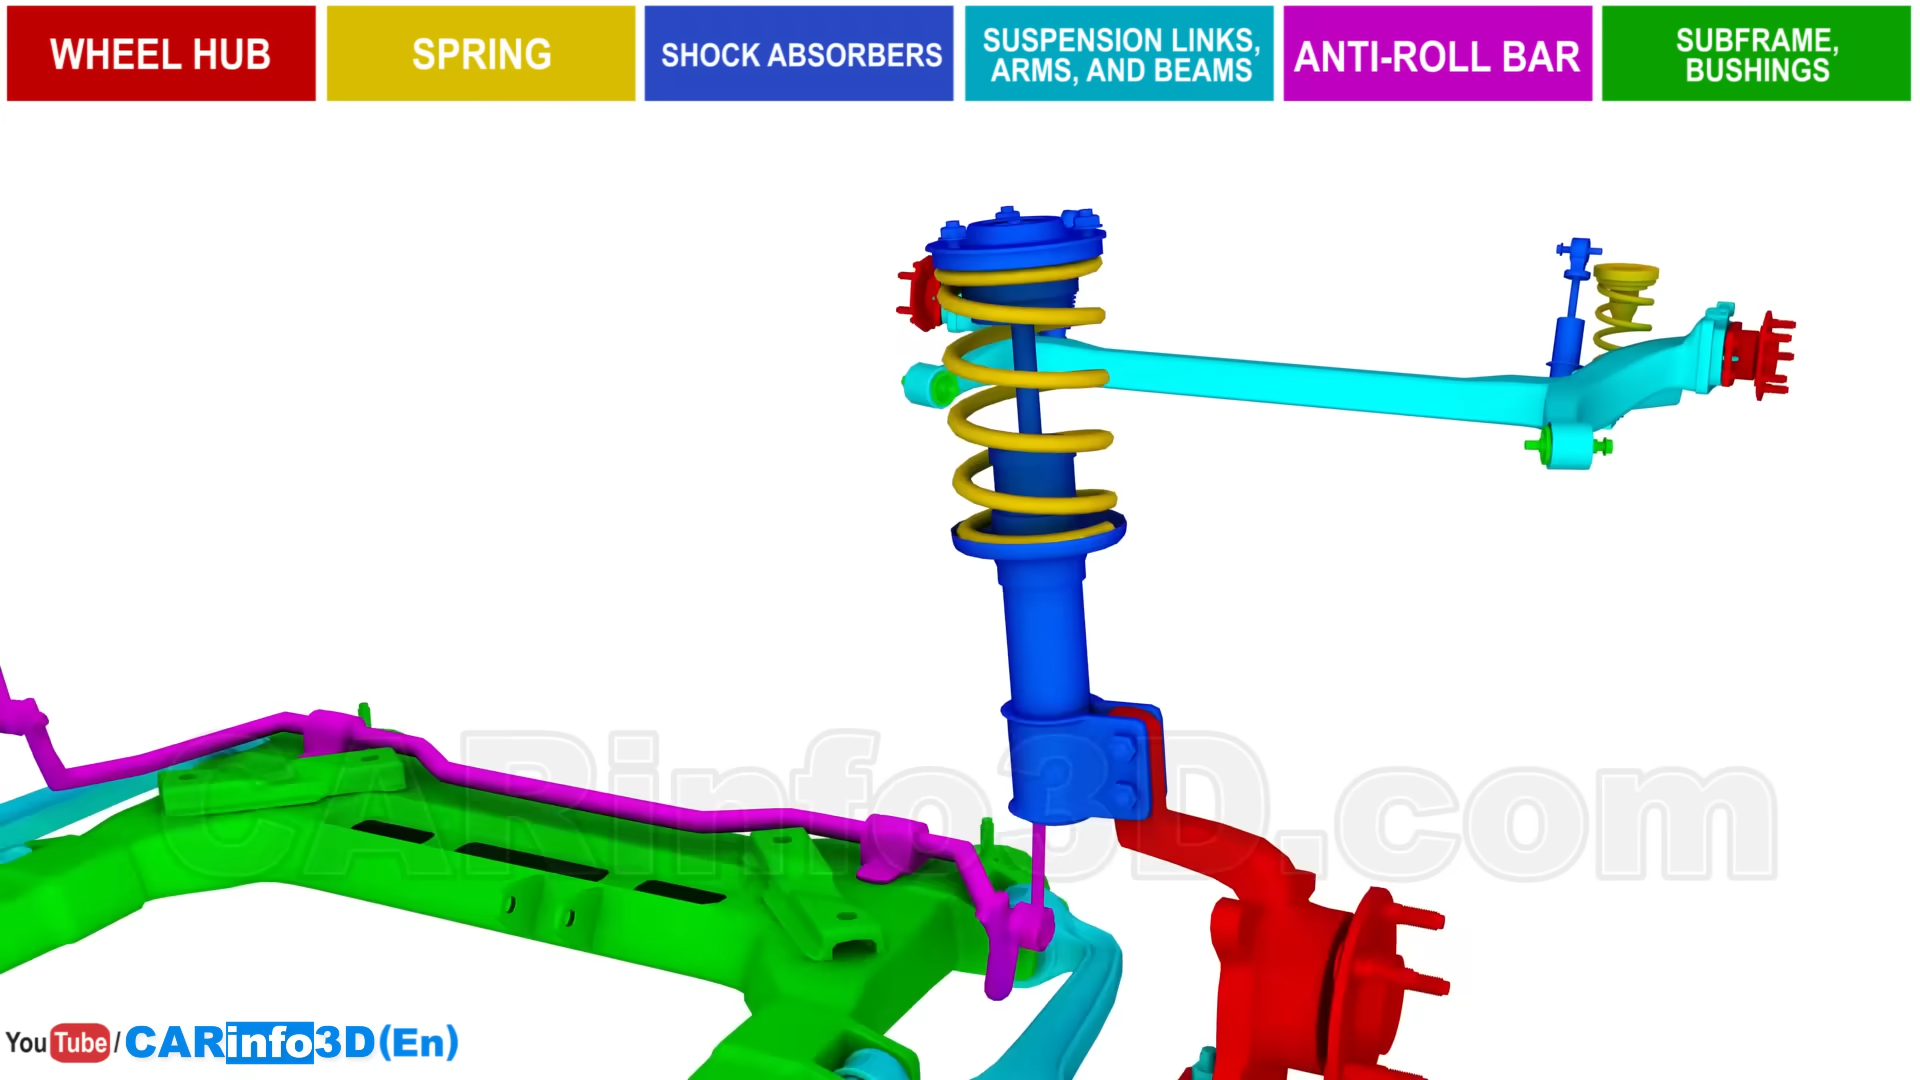 WHEEL HUB
SPRING
SHOCK ABSORBERS
SUSPENSION LINKS,
ARMS, AND BEAMS
ANTI-ROLL BAR
SUBFRAME,
BUSHINGS
CARinfo3D.com
YouTube/CARinfo3D(En)